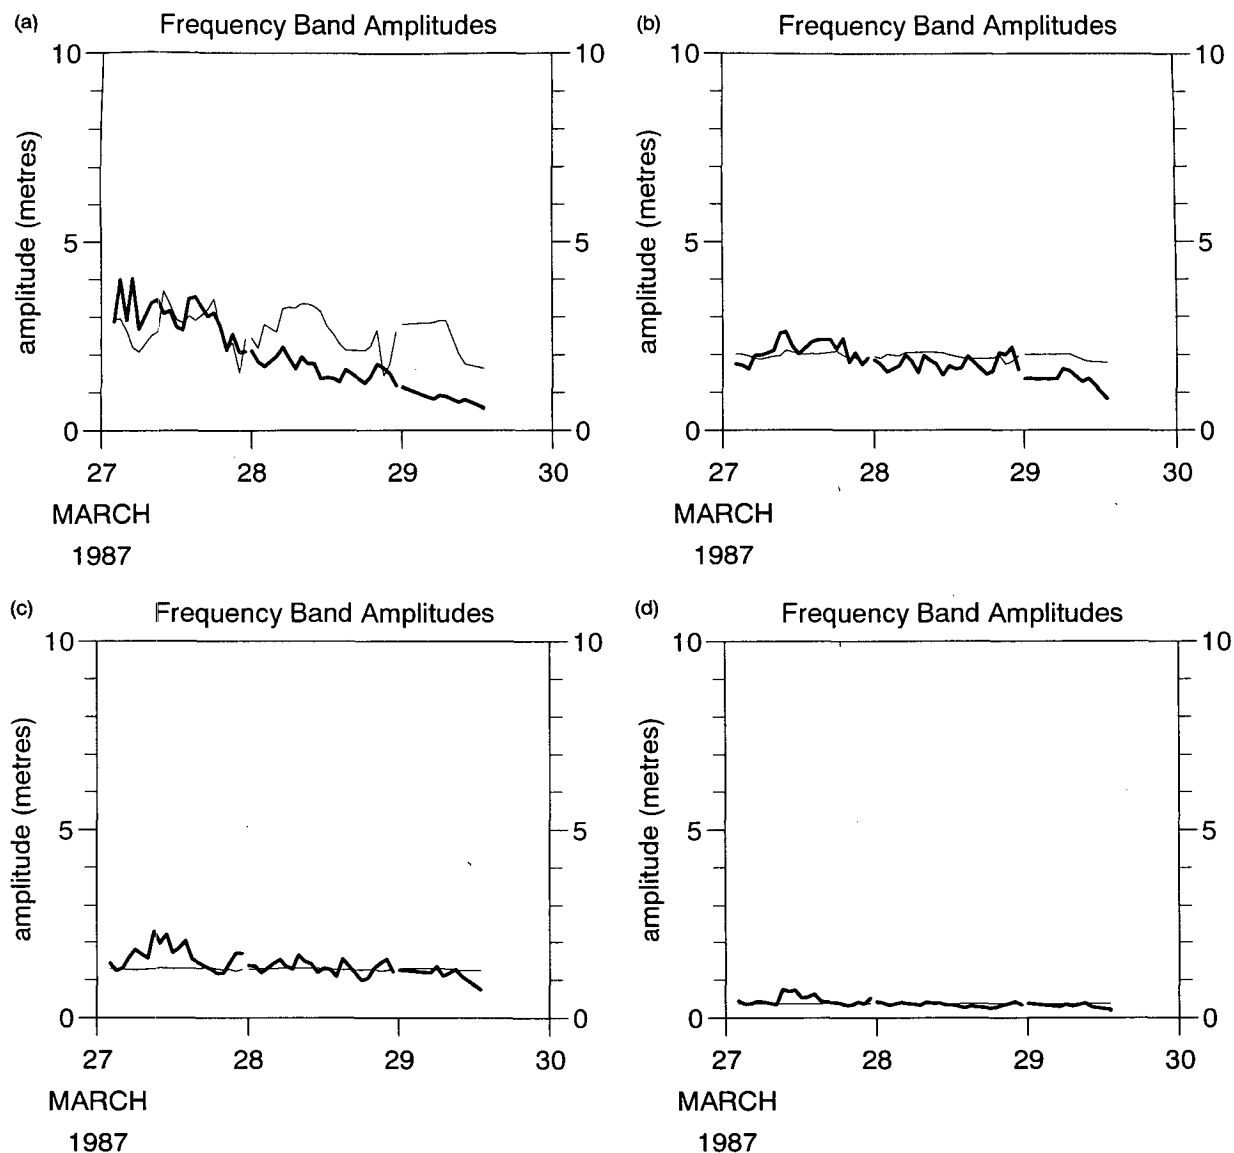 (a) Frequency Band Amplitudes
10 10
amplitude (metres)
5 5
0 0
27 28 29 30
MARCH
1987
(b) Frequency Band Amplitudes
10 10
amplitude (metres)
5 5
0 0
27 28 29 30
MARCH
1987
(c) Frequency Band Amplitudes
10 10
amplitude (metres)
5 5
0 0
27 28 29 30
MARCH
1987
(d) Frequency Band Amplitudes
10 10
amplitude (metres)
5 5
0 0
27 28 29 30
MARCH
1987